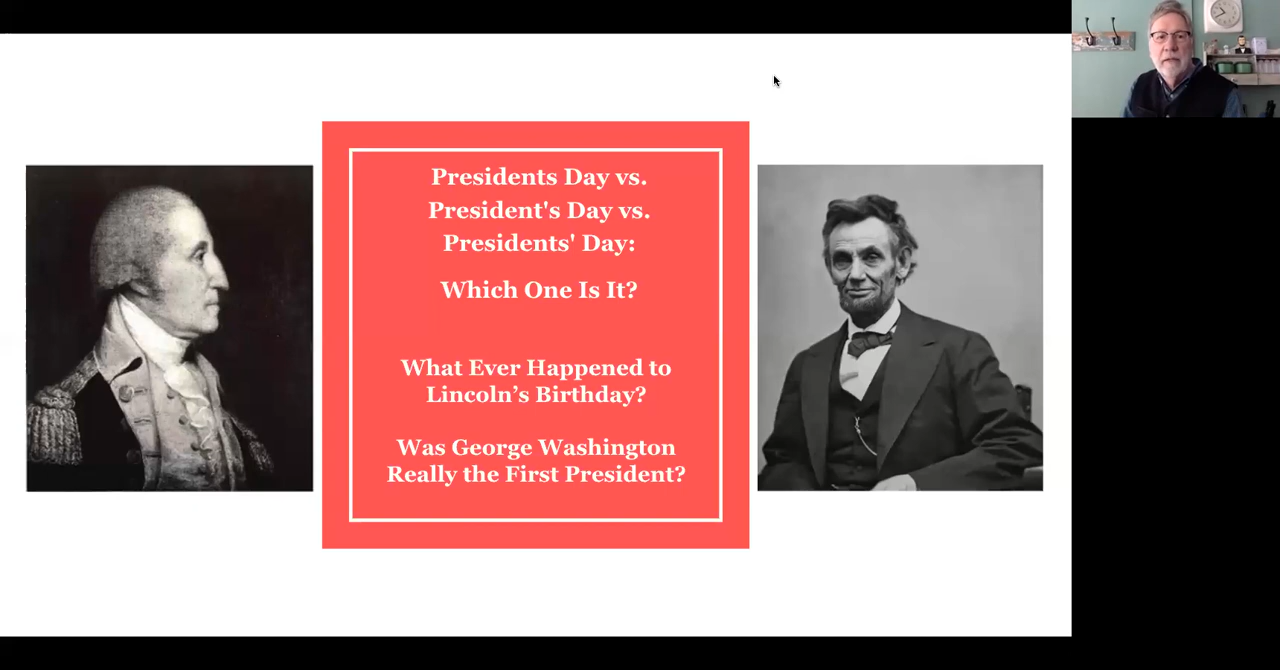 Presidents Day vs.
President's Day vs.
Presidents' Day:
Which One Is It?
What Ever Happened to
Lincoln’s Birthday?
Was George Washington
Really the First President?